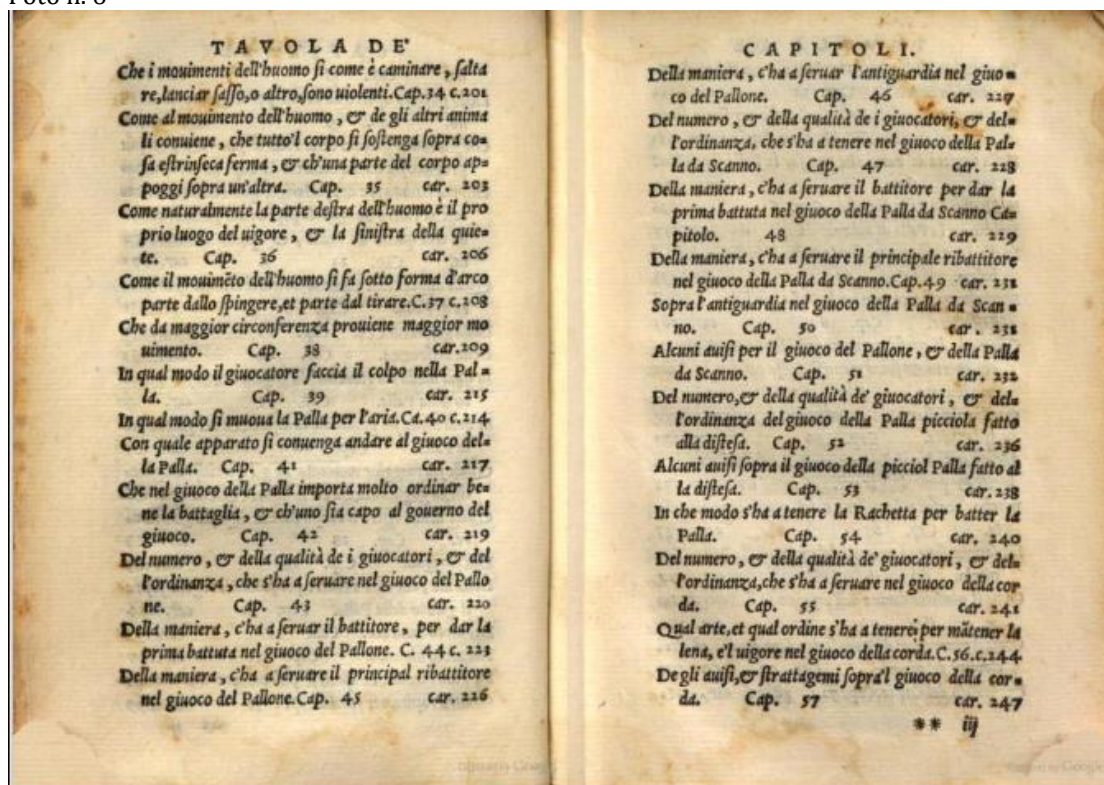 Foto n. 8
TAVOLA DE'
Che i mouimenti dell'huomo ſi come è caminare, ſalta
re, lanciar ſaſſo, o altro, ſono uiolenti. Cap. 34 c. 201
Come al mouimento dell'huomo, & de gli altri anima
li conuiene, che tutto'l corpo ſi ſoſtenga ſopra co=
ſa eſtrinſeca ferma, & ch'una parte del corpo ap=
poggi ſopra un'altra. Cap. 35 car. 203
Come naturalmente la parte deſtra dell'huomo è il pro
prio luogo del uigore, & la ſiniſtra della quie=
te. Cap. 36 car. 206
Come il mouimẽto dell'huomo ſi fa ſotto forma d'arco
parte dallo ſpingere, et parte dal tirare. C. 37 c. 208
Che da maggior circonferenza prouiene maggior mo
uimento. Cap. 38 car. 209
In qual modo il giuocatore faccia il colpo nella Pal=
la. Cap. 39 car. 215
In qual modo ſi muoua la Palla per l'aria. Ca. 40 c. 214
Con quale apparato ſi conuenga andare al giuoco del=
la Palla. Cap. 41 car. 217
Che nel giuoco della Palla importa molto ordinar be=
ne la battaglia, & ch'uno ſia capo al gouerno del
giuoco. Cap. 42 car. 219
Del numero, & della qualità de i giuocatori, & del
l'ordinanza, che s'ha a ſeruare nel giuoco del Pallo
ne. Cap. 43 car. 220
Della maniera, c'ha a ſeruar il battitore, per dar la
prima battuta nel giuoco del Pallone. C. 44 c. 223
Della maniera, c'ha a ſeruare il principal ribattitore
nel giuoco del Pallone. Cap. 45 car. 226
CAPITOLI.
Della maniera, c'ha a ſeruar l'antiguardia nel giuo=
co del Pallone. Cap. 46 car. 227
Del numero, & della qualità de i giuocatori, & del=
l'ordinanza, che s'ha a tenere nel giuoco della Pal=
la da Scanno. Cap. 47 car. 228
Della maniera, c'ha a ſeruare il battitore per dar la
prima battuta nel giuoco della Palla da Scanno Ca=
pitolo. 48 car. 229
Della maniera, c'ha a ſeruare il principale ribattitore
nel giuoco della Palla da Scanno. Cap. 49 car. 231
Sopra l'antiguardia nel giuoco della Palla da Scan=
no. Cap. 50 car. 231
Alcuni auiſi per il giuoco del Pallone, & della Palla
da Scanno. Cap. 51 car. 232
Del numero, & della qualità de' giuocatori, & del=
l'ordinanza del giuoco della Palla picciola fatto
alla diſteſa. Cap. 52 car. 236
Alcuni auiſi ſopra il giuoco della picciol Palla fatto al
la diſteſa. Cap. 53 car. 238
In che modo s'ha a tenere la Rachetta per batter la
Palla. Cap. 54 car. 240
Del numero, & della qualità de' giuocatori, & del=
l'ordinanza, che s'ha a ſeruare nel giuoco della cor
da. Cap. 55 car. 241
Qual arte, et qual ordine s'ha a tenere per mãtener la
lena, e'l uigore nel giuoco della corda. C. 56. c. 244.
De gli auiſi, & ſtrattagemi ſopra'l giuoco della cor=
da. Cap. 57 car. 247
** iij